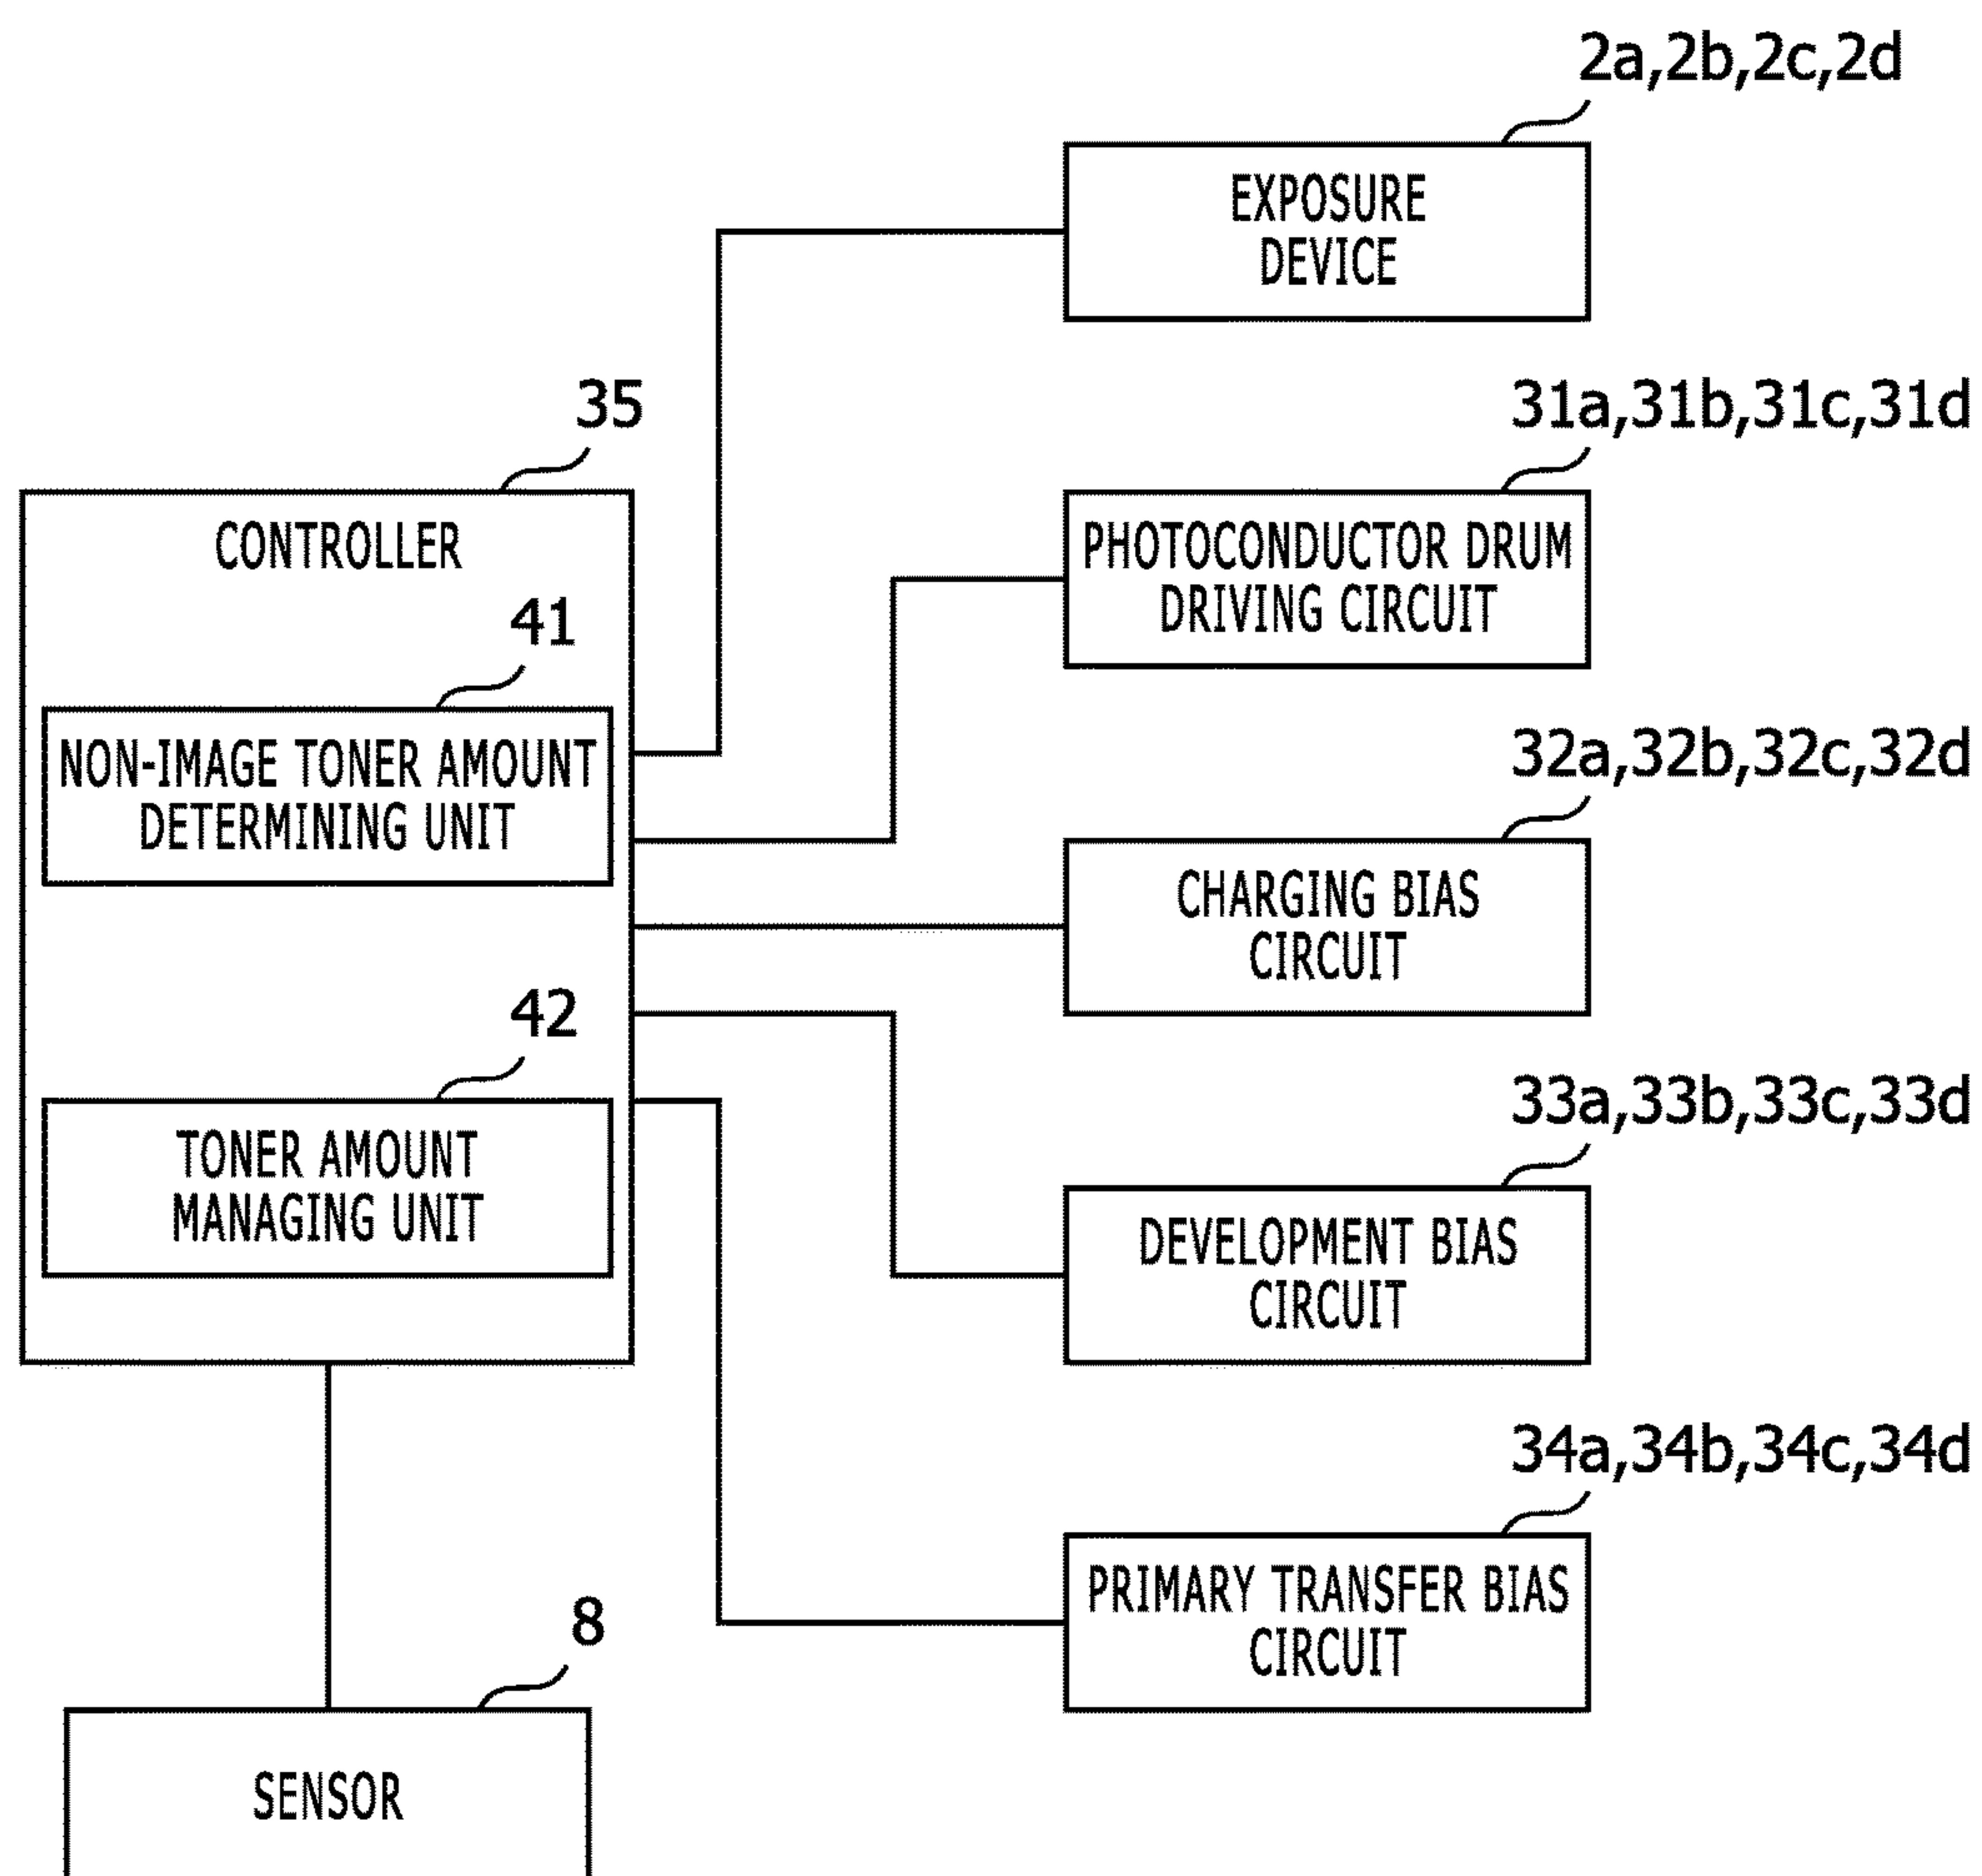 2a,2b,2c,2d
EXPOSURE
DEVICE
31a,31b,31c,31d
PHOTOCONDUCTOR DRUM
DRIVING CIRCUIT
32a,32b,32c,32d
CHARGING BIAS
CIRCUIT
33a,33b,33c,33d
DEVELOPMENT BIAS
CIRCUIT
34a,34b,34c,34d
PRIMARY TRANSFER BIAS
CIRCUIT
35
CONTROLLER
41
NON-IMAGE TONER AMOUNT
DETERMINING UNIT
42
TONER AMOUNT
MANAGING UNIT
8
SENSOR